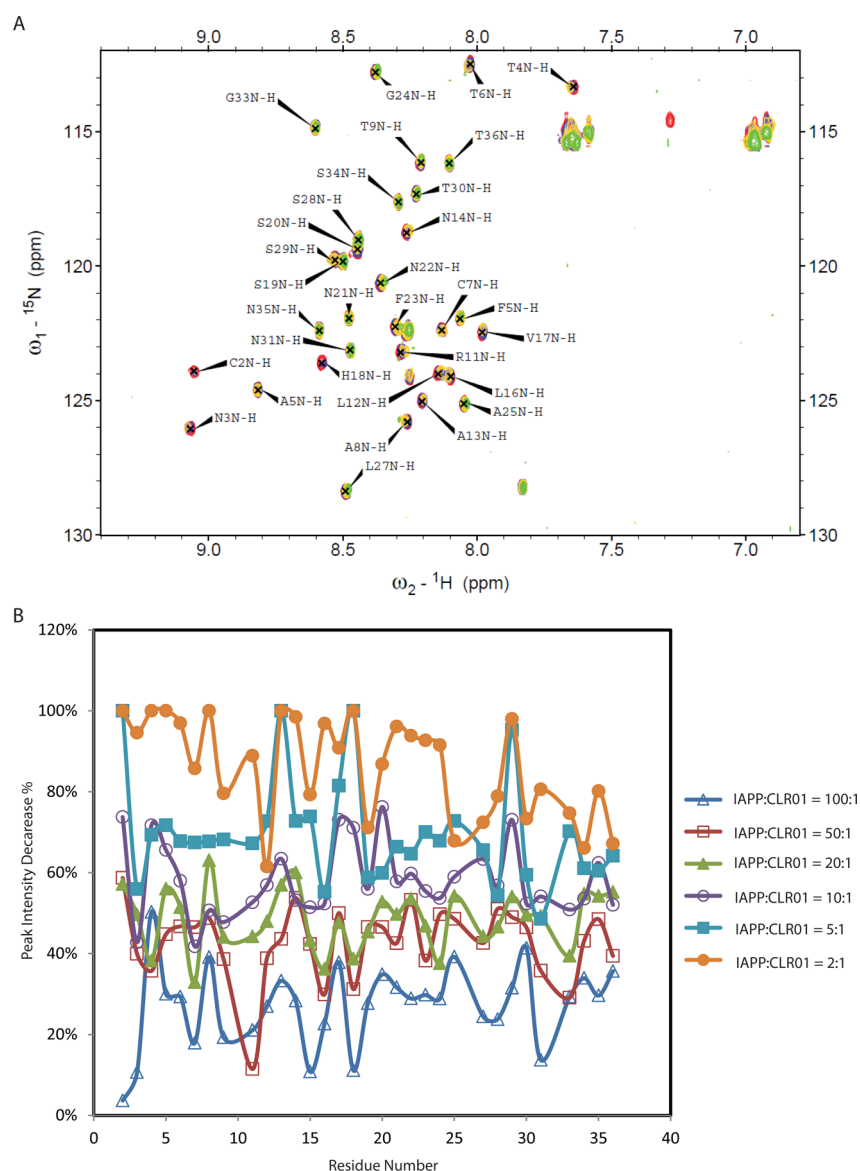 A
9.0 8.5 8.0 7.5 7.0
T4N-H
G24N-H
T6N-H
G33N-H
T9N-H
T36N-H
S34N-H
T30N-H
S28N-H
N14N-H
S20N-H
S29N-H
S19N-H
N22N-H
N21N-H
C7N-H
N35N-H
F23N-H
F5N-H
N31N-H
V17N-H
C2N-H
H18N-H
R11N-H
L12N-H
L16N-H
A5N-H
A25N-H
N3N-H
A13N-H
A8N-H
L27N-H
115 115
120 120
125 125
130 130
ω1 - 15N (ppm)
9.0 8.5 8.0 7.5 7.0
ω2 - 1H (ppm)
B
120%
100%
80%
60%
40%
20%
0%
Peak Intensity Decarease %
0 5 10 15 20 25 30 35 40
Residue Number
IAPP:CLR01 = 100:1
IAPP:CLR01 = 50:1
IAPP:CLR01 = 20:1
IAPP:CLR01 = 10:1
IAPP:CLR01 = 5:1
IAPP:CLR01 = 2:1